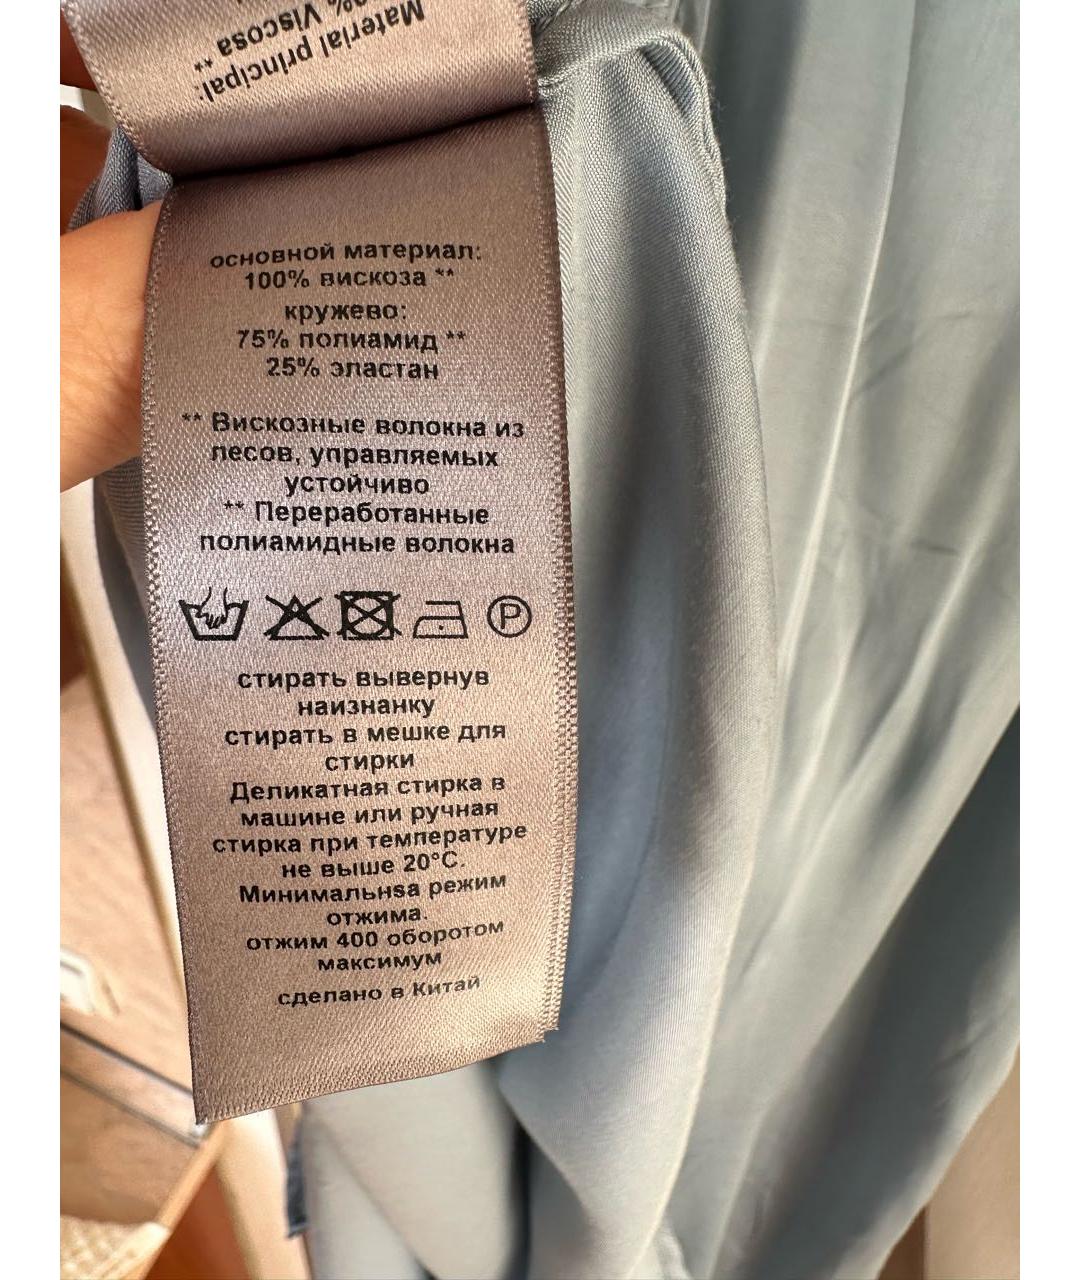 Material principal:
% Viscosa **
основной материал:
100% вискоза **
кружево:
75% полиамид **
25% эластан
** Вискозные волокна из
лесов, управляемых
устойчиво
** Переработанные
полиамидные волокна
P
стирать вывернув
наизнанку
стирать в мешке для
стирки
Деликатная стирка в
машине или ручная
стирка при температуре
не выше 20°C.
Минимальнsа режим
отжима.
отжим 400 оборотом
максимум
сделано в Китай